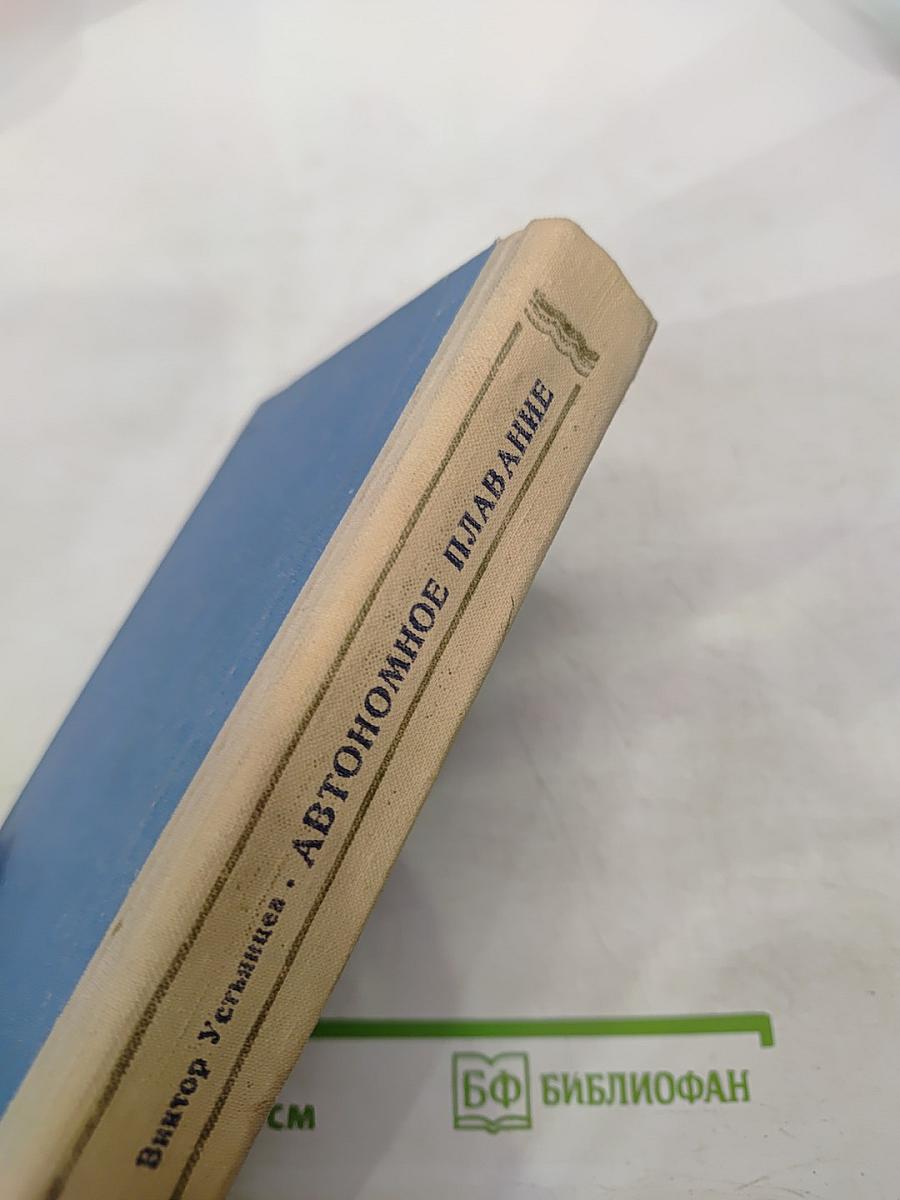 Виктор Устьянцев • АВТОНОМНОЕ ПЛАВАНИЕ
СМ
БФ БИБЛИОФАН